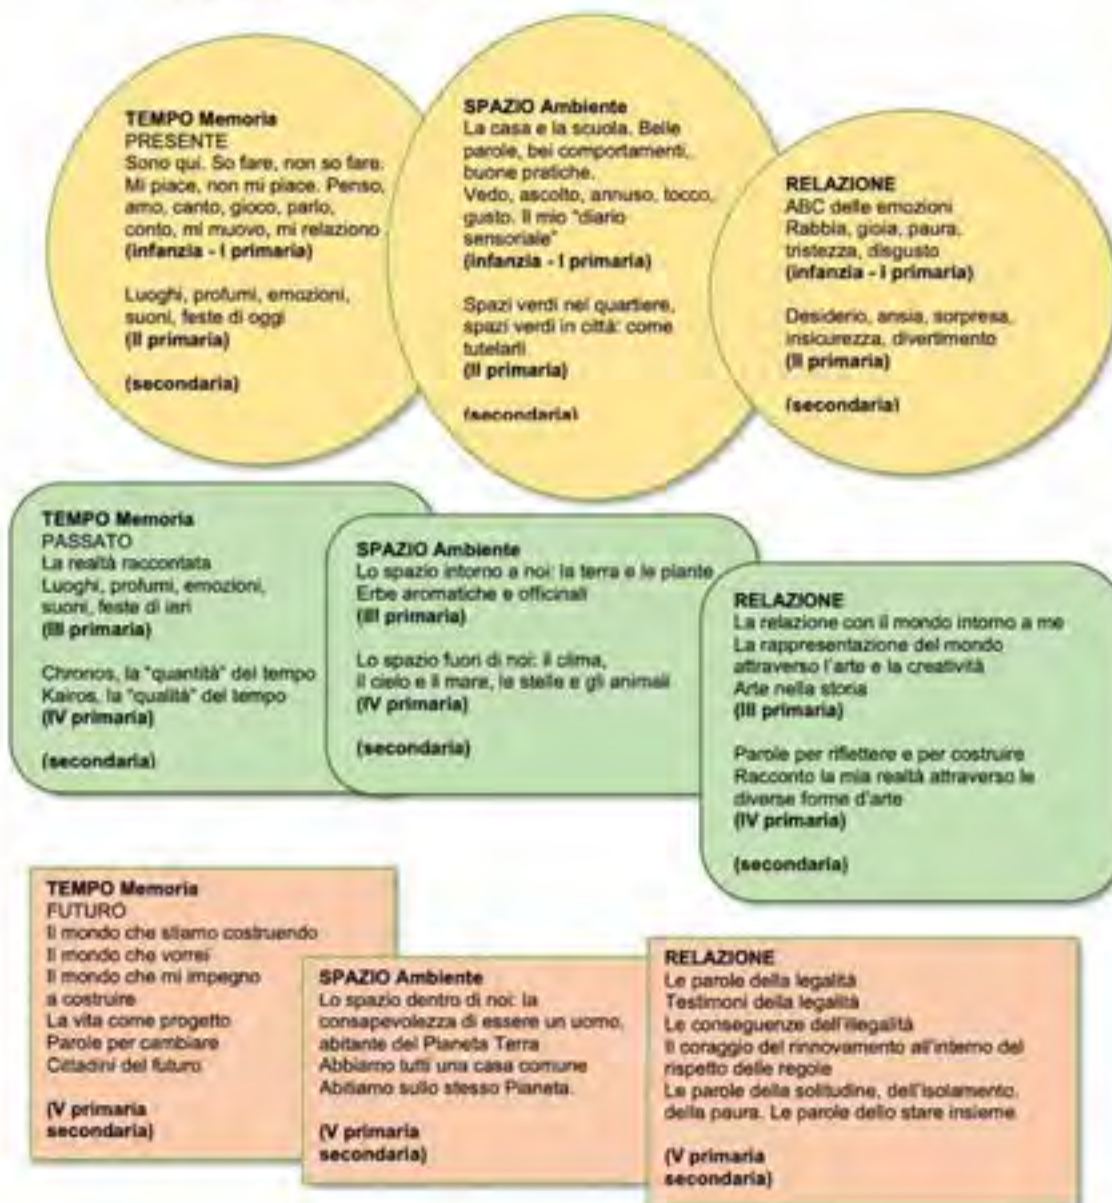 TEMPO Memoria
PRESENTE
Sono qui. So fare, non so fare.
Mi piace, non mi piace. Penso,
amo, canto, gioco, parlo,
conto, mi muovo, mi relaziono
(infanzia - I primaria)
Luoghi, profumi, emozioni,
suoni, feste di oggi
(II primaria)
(secondaria)
SPAZIO Ambiente
La casa e la scuola. Belle
parole, bei comportamenti,
buone pratiche.
Vedo, ascolto, annuso, tocco,
gusto. Il mio "diario
sensoriale"
(infanzia - I primaria)
Spazi verdi nel quartiere,
spazi verdi in città: come
tutelarli
(II primaria)
(secondaria)
RELAZIONE
ABC delle emozioni
Rabbia, gioia, paura,
tristezza, disgusto
(infanzia - I primaria)
Desiderio, ansia, sorpresa,
insicurezza, divertimento
(II primaria)
(secondaria)
TEMPO Memoria
PASSATO
La realtà raccontata
Luoghi, profumi, emozioni,
suoni, feste di ieri
(III primaria)
Chronos, la "quantità" del tempo
Kairos, la "qualità" del tempo
(IV primaria)
(secondaria)
SPAZIO Ambiente
Lo spazio intorno a noi: la terra e le piante
Erbe aromatiche e officinali
(III primaria)
Lo spazio fuori di noi: il clima,
il cielo e il mare, le stelle e gli animali
(IV primaria)
(secondaria)
RELAZIONE
La relazione con il mondo intorno a me
La rappresentazione del mondo
attraverso l'arte e la creatività
Arte nella storia
(III primaria)
Parole per riflettere e per costruire
Racconto la mia realtà attraverso le
diverse forme d'arte
(IV primaria)
(secondaria)
TEMPO Memoria
FUTURO
Il mondo che stiamo costruendo
Il mondo che vorrei
Il mondo che mi impegno
a costruire
La vita come progetto
Parole per cambiare
Cittadini del futuro
(V primaria
secondaria)
SPAZIO Ambiente
Lo spazio dentro di noi: la
consapevolezza di essere un uomo,
abitante del Pianeta Terra
Abbiamo tutti una casa comune
Abitiamo sullo stesso Pianeta.
(V primaria
secondaria)
RELAZIONE
Le parole della legalità
Testimoni della legalità
Le conseguenze dell'illegalità
Il coraggio del rinnovamento all'interno del
rispetto delle regole
Le parole della solitudine, dell'isolamento,
della paura. Le parole dello stare insieme
(V primaria
secondaria)